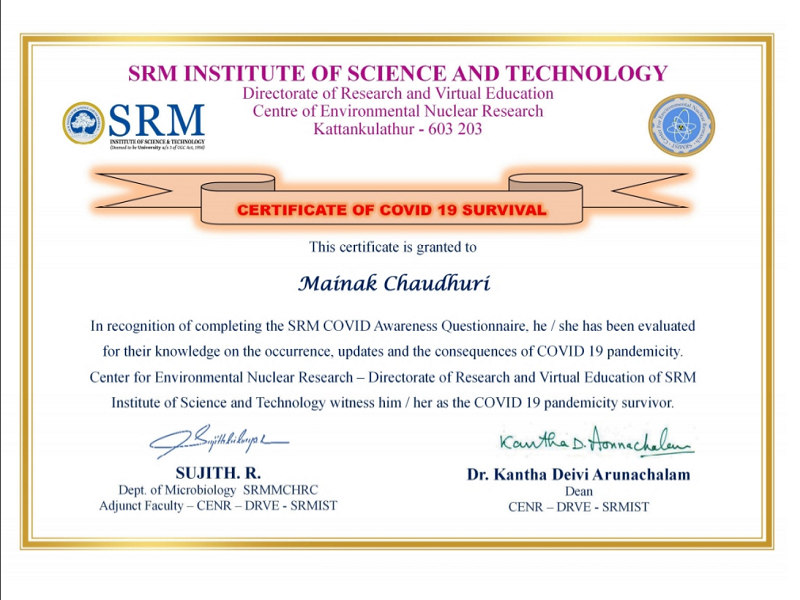 SRM INSTITUTE OF SCIENCE AND TECHNOLOGY
Directorate of Research and Virtual Education
Centre of Environmental Nuclear Research
Kattankulathur - 603 203
SRM
INSTITUTE OF SCIENCE & TECHNOLOGY
(Deemed to be University u/s 3 of UGC Act, 1956)
CERTIFICATE OF COVID 19 SURVIVAL
This certificate is granted to
Mainak Chaudhuri
In recognition of completing the SRM COVID Awareness Questionnaire, he / she has been evaluated
for their knowledge on the occurrence, updates and the consequences of COVID 19 pandemicity.
Center for Environmental Nuclear Research – Directorate of Research and Virtual Education of SRM
Institute of Science and Technology witness him / her as the COVID 19 pandemicity survivor.
SUJITH. R.
Dept. of Microbiology SRMMCHRC
Adjunct Faculty – CENR – DRVE - SRMIST
Kantha D.
Dr. Kantha Deivi Arunachalam
Dean
CENR – DRVE - SRMIST